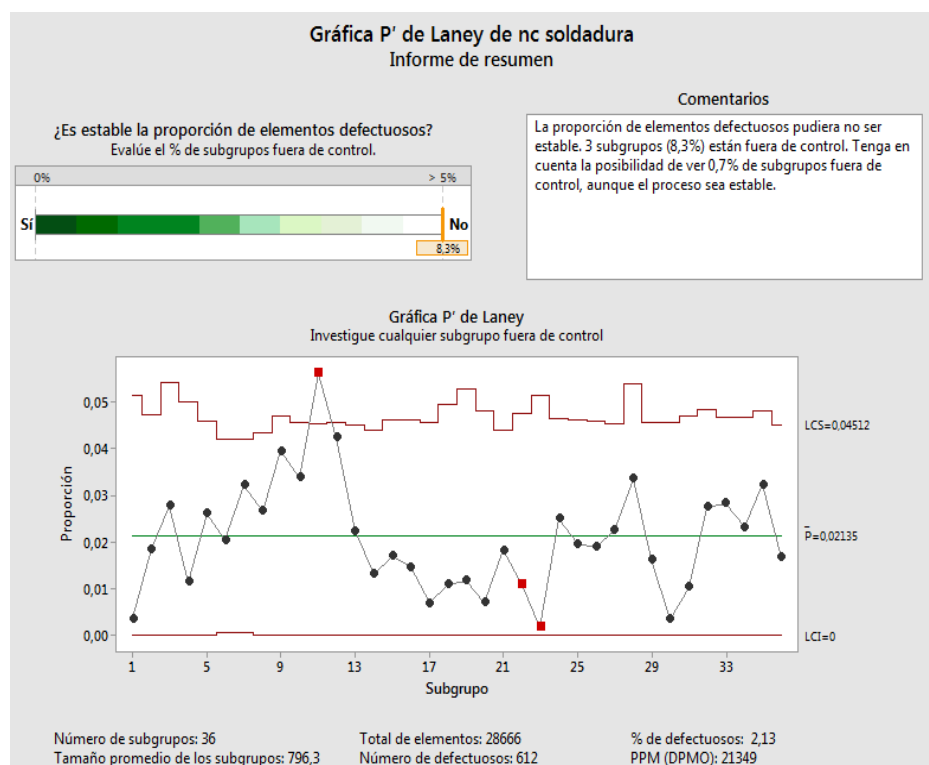 Gráfica P' de Laney de nc soldadura
Informe de resumen
¿Es estable la proporción de elementos defectuosos?
Evalúe el % de subgrupos fuera de control.
0%
> 5%
Sí
No
8,3%
Comentarios
La proporción de elementos defectuosos pudiera no ser
estable. 3 subgrupos (8,3%) están fuera de control. Tenga en
cuenta la posibilidad de ver 0,7% de subgrupos fuera de
control, aunque el proceso sea estable.
Gráfica P' de Laney
Investigue cualquier subgrupo fuera de control
Proporción
0,05
0,04
0,03
0,02
0,01
0,00
LCS=0,04512
P̄=0,02135
LCI=0
1 5 9 13 17 21 25 29 33
Subgrupo
Número de subgrupos: 36
Tamaño promedio de los subgrupos: 796,3
Total de elementos: 28666
Número de defectuosos: 612
% de defectuosos: 2,13
PPM (DPMO): 21349